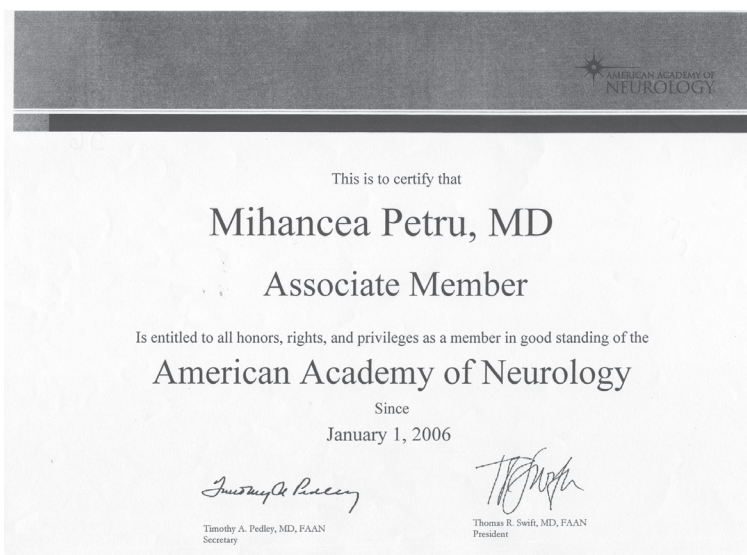 AMERICAN ACADEMY OF
NEUROLOGY
This is to certify that
Mihancea Petru, MD
Associate Member
Is entitled to all honors, rights, and privileges as a member in good standing of the
American Academy of Neurology
Since
January 1, 2006
Timothy A. Pedley, MD, FAAN
Secretary
Thomas R. Swift, MD, FAAN
President